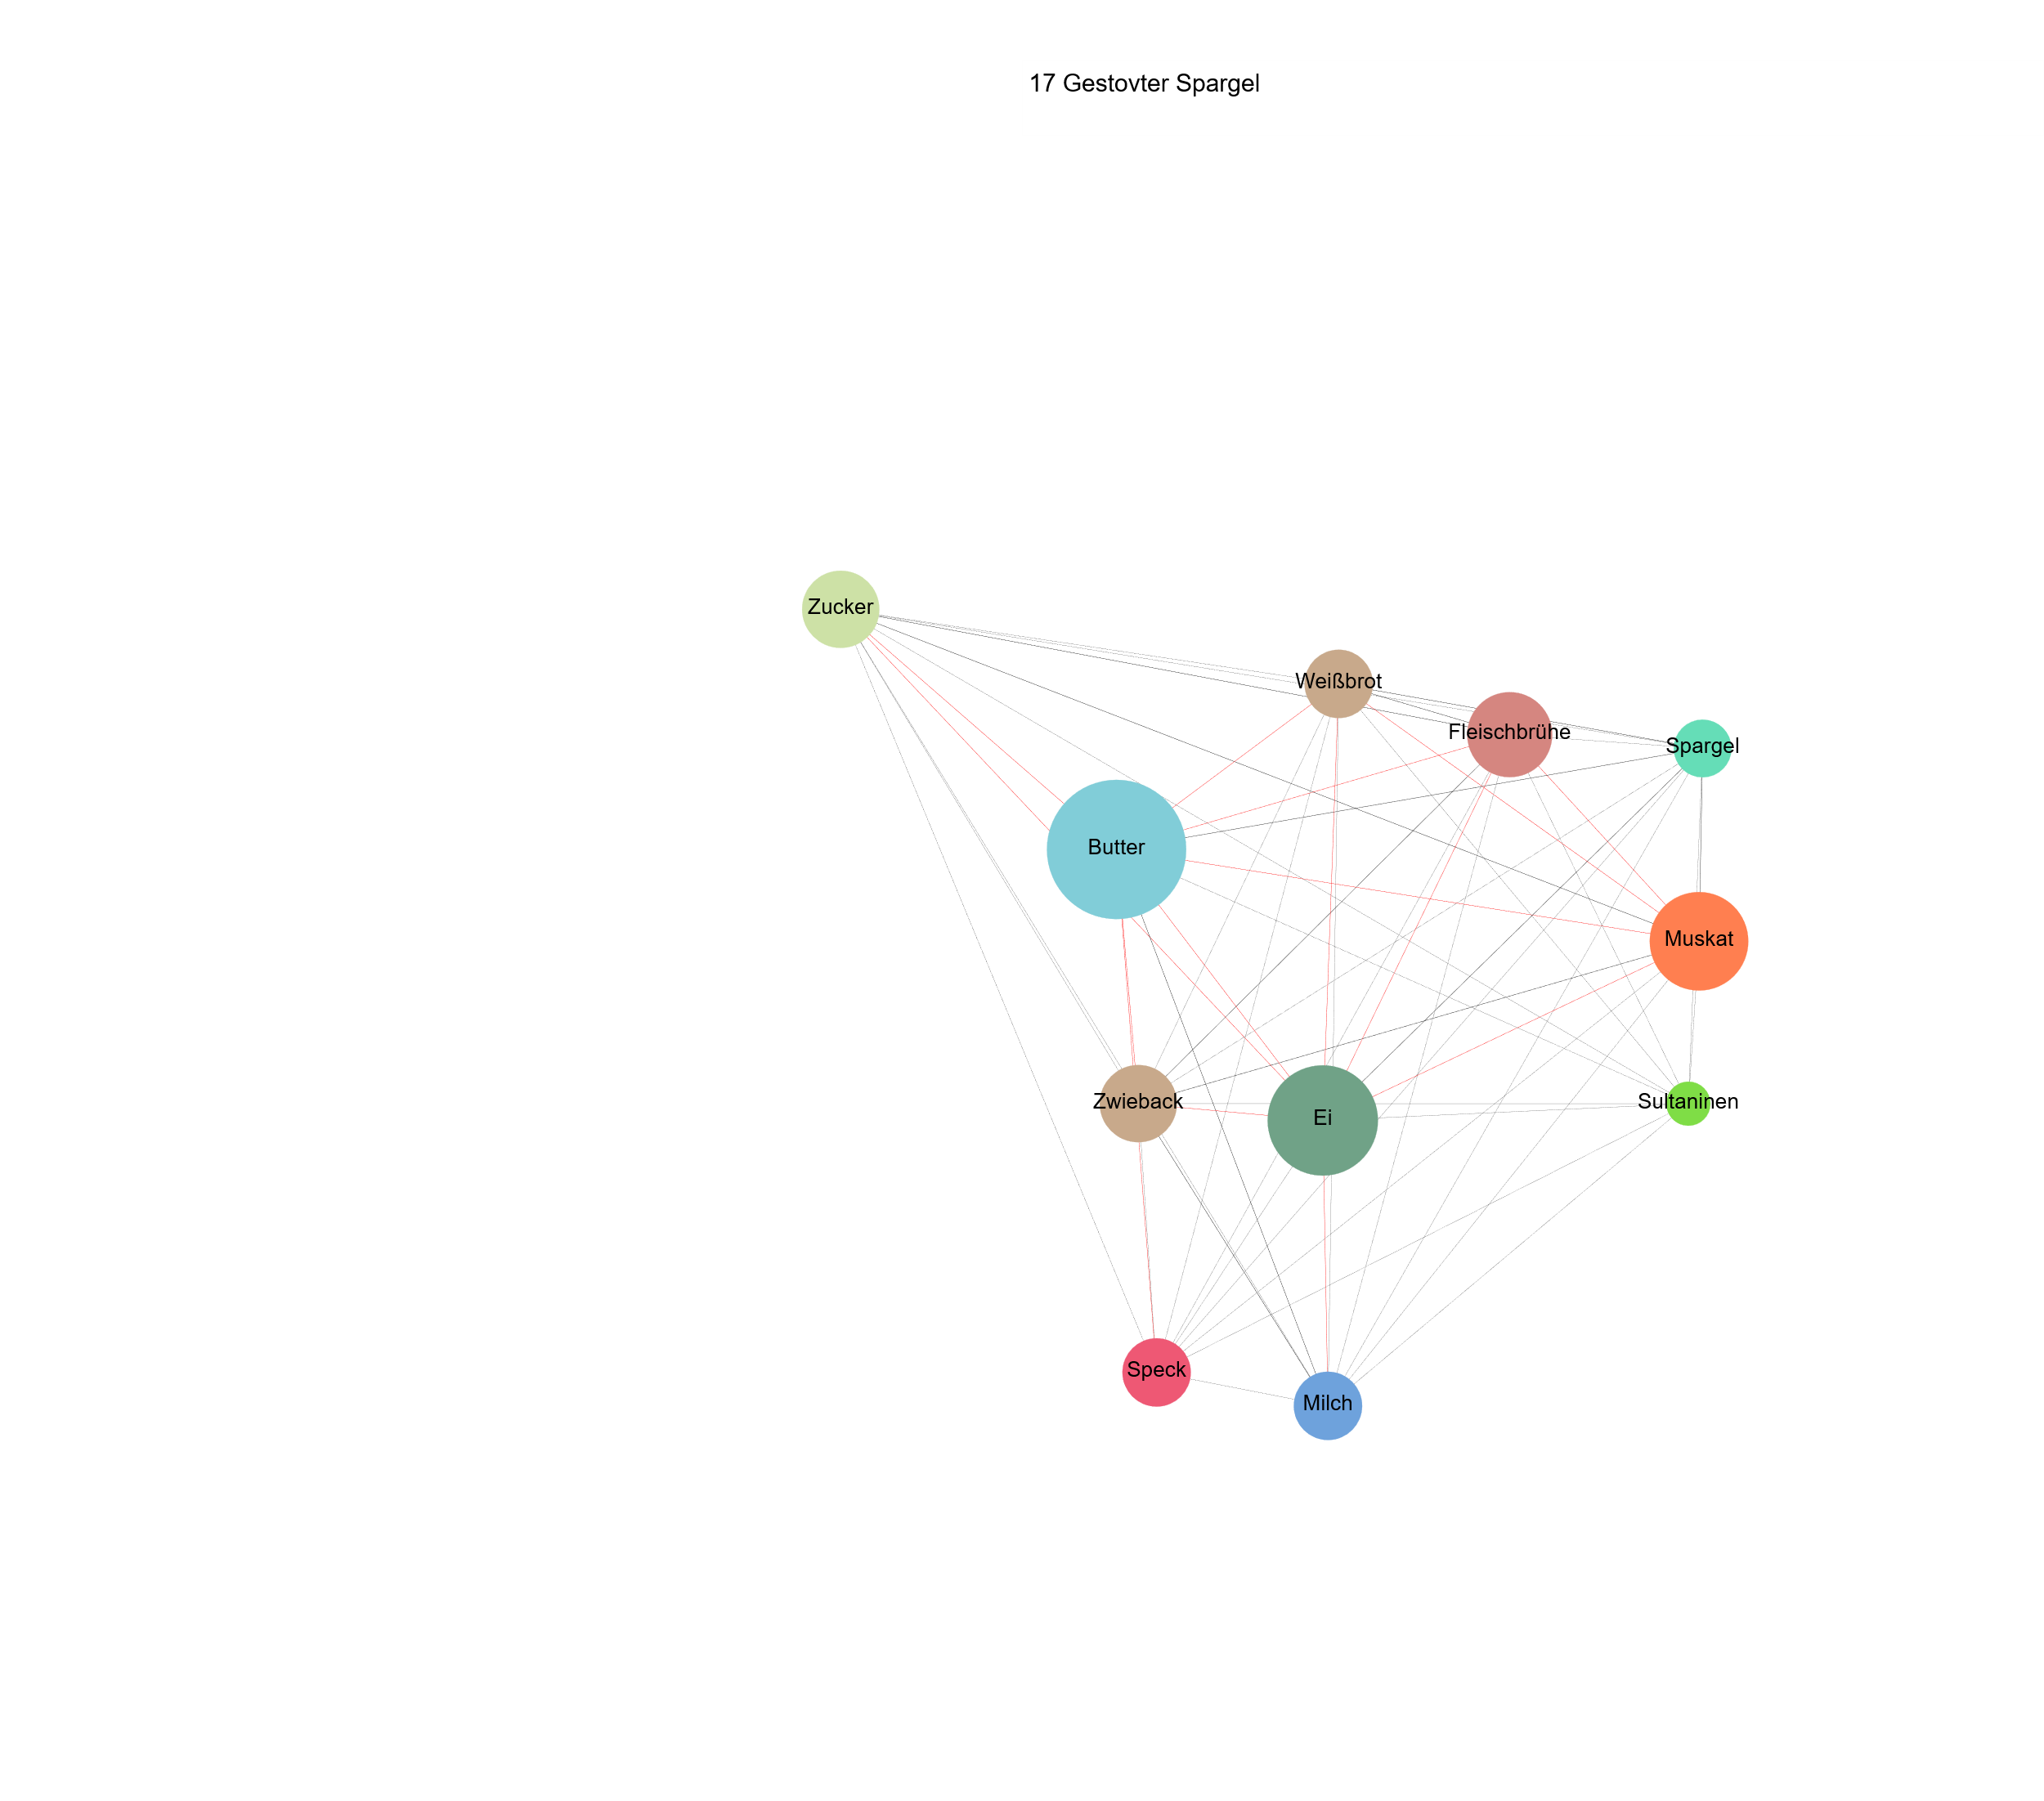 17 Gestovter Spargel
Zucker
Weißbrot
Fleischbrühe
Spargel
Butter
Muskat
Zwieback
Ei
Sultaninen
Speck
Milch